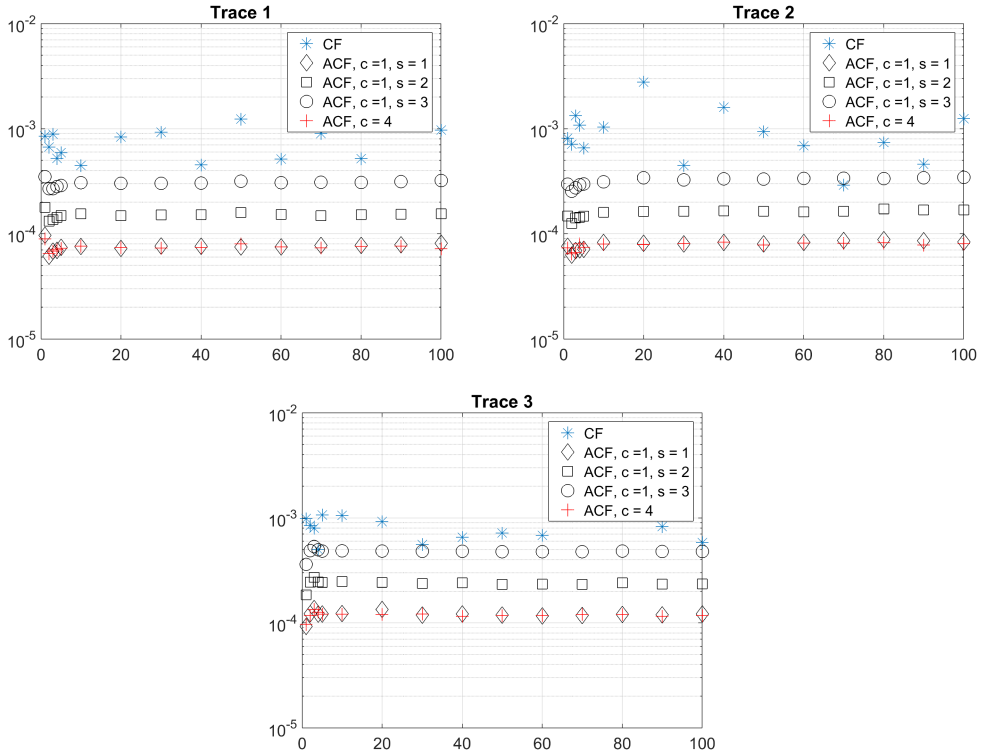 Trace 1
10-2
10-3
10-4
10-5
0 20 40 60 80 100
CF
ACF, c =1, s = 1
ACF, c =1, s = 2
ACF, c =1, s = 3
ACF, c = 4
Trace 2
10-2
10-3
10-4
10-5
0 20 40 60 80 100
CF
ACF, c =1, s = 1
ACF, c =1, s = 2
ACF, c =1, s = 3
ACF, c = 4
Trace 3
10-2
10-3
10-4
10-5
0 20 40 60 80 100
CF
ACF, c =1, s = 1
ACF, c =1, s = 2
ACF, c =1, s = 3
ACF, c = 4